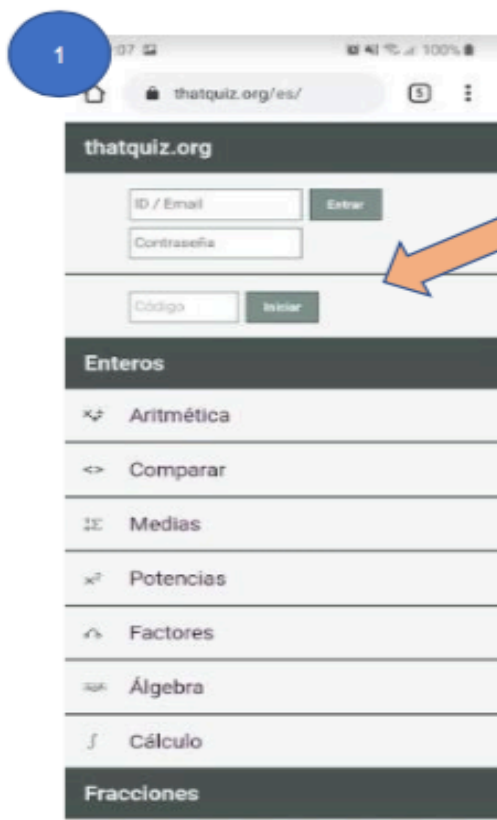 1
07
100%
thatquiz.org/es/
5
thatquiz.org
ID / Email
Entrar
Contraseña
Código
Iniciar
Enteros
Aritmética
<> Comparar
Medias
x² Potencias
Factores
Álgebra
∫ Cálculo
Fracciones